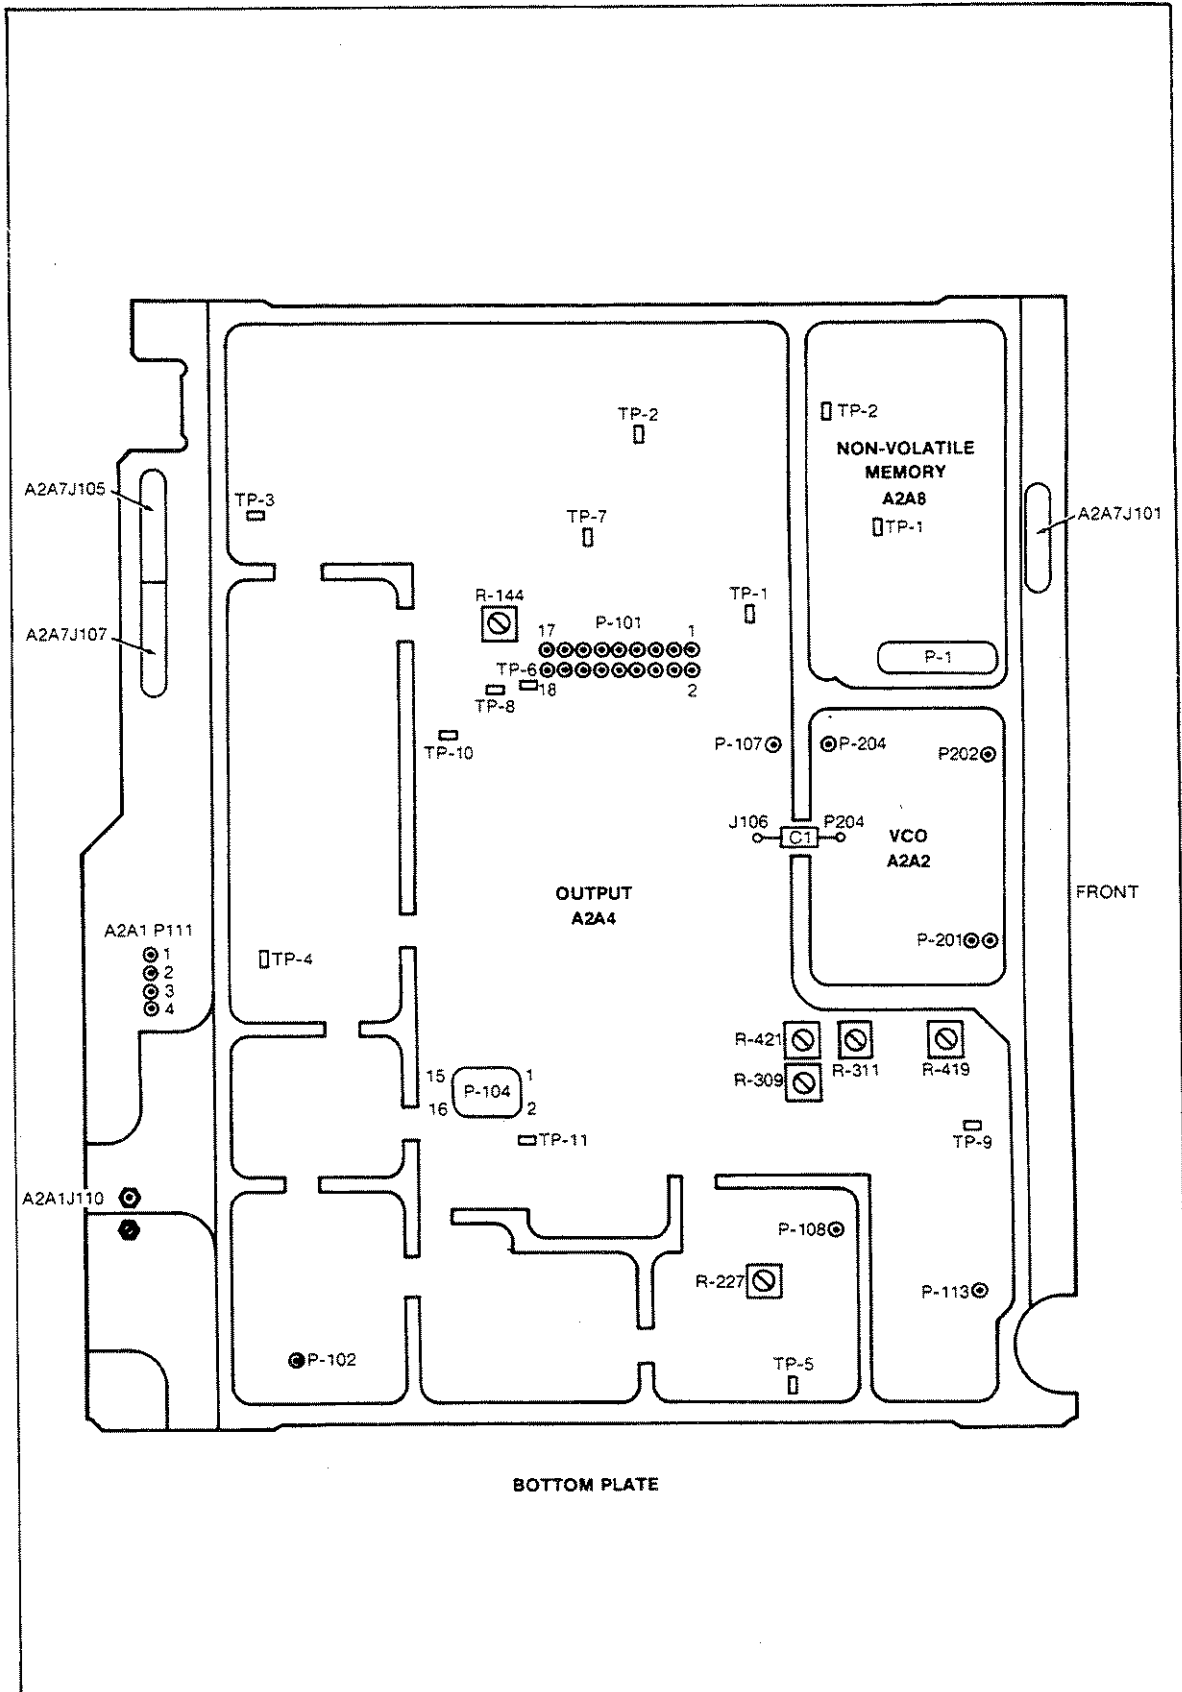 TP-2
TP-2
NON-VOLATILE
MEMORY
A2A8
A2A7J105
TP-3
TP-7
TP-1
A2A7J101
R-144
TP-1
A2A7J107
17 P-101 1
P-1
TP-6
18 2
TP-8
TP-10
P-107
P-204
P202
J106
C1
P204
VCO
A2A2
OUTPUT
A2A4
FRONT
A2A1 P111
1
2
3
4
TP-4
P-201
R-421
R-311
R-419
R-309
15 P-104 1
16 2
TP-11
TP-9
A2A1J110
P-108
R-227
P-113
P-102
TP-5
BOTTOM PLATE